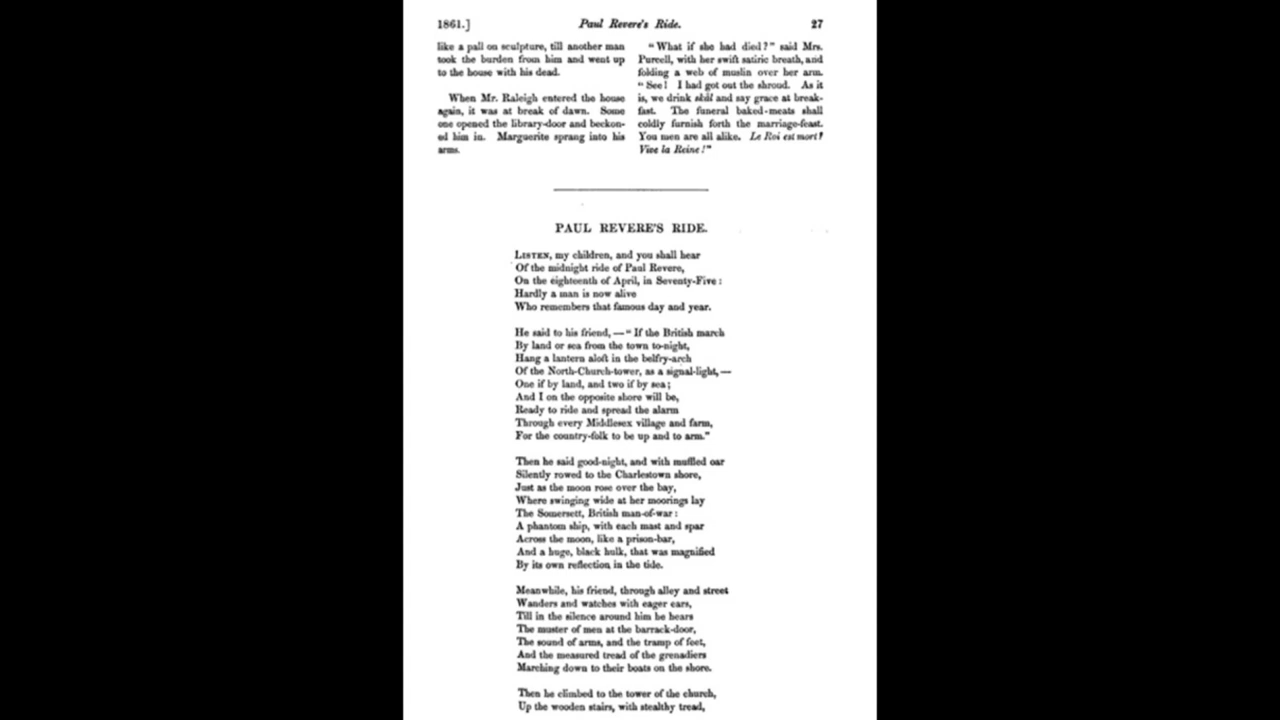 1861.] Paul Revere's Ride. 27
like a pall on sculpture, till another man
took the burden from him and went up
to the house with his dead.
When Mr. Raleigh entered the house
again, it was at break of dawn. Some
one opened the library-door and beckon-
ed him in. Marguerite sprang into his
arms.
"What if she had died?" said Mrs.
Purcell, with her swift satiric breath, and
folding a web of muslin over her arm.
"See! I had got out the shroud. As it
is, we drink skål and say grace at break-
fast. The funeral baked-meats shall
coldly furnish forth the marriage-feast.
You men are all alike. Le Roi est mort?
Vive la Reine!"
PAUL REVERE'S RIDE.
LISTEN, my children, and you shall hear
Of the midnight ride of Paul Revere,
On the eighteenth of April, in Seventy-Five:
Hardly a man is now alive
Who remembers that famous day and year.
He said to his friend,—"If the British march
By land or sea from the town to-night,
Hang a lantern aloft in the belfry-arch
Of the North-Church-tower, as a signal-light,—
One if by land, and two if by sea;
And I on the opposite shore will be,
Ready to ride and spread the alarm
Through every Middlesex village and farm,
For the country-folk to be up and to arm."
Then he said good-night, and with muffled oar
Silently rowed to the Charlestown shore,
Just as the moon rose over the bay,
Where swinging wide at her moorings lay
The Somersett, British man-of-war:
A phantom ship, with each mast and spar
Across the moon, like a prison-bar,
And a huge, black hulk, that was magnified
By its own reflection in the tide.
Meanwhile, his friend, through alley and street
Wanders and watches with eager ears,
Till in the silence around him he hears
The muster of men at the barrack-door,
The sound of arms, and the tramp of feet,
And the measured tread of the grenadiers
Marching down to their boats on the shore.
Then he climbed to the tower of the church,
Up the wooden stairs, with stealthy tread,